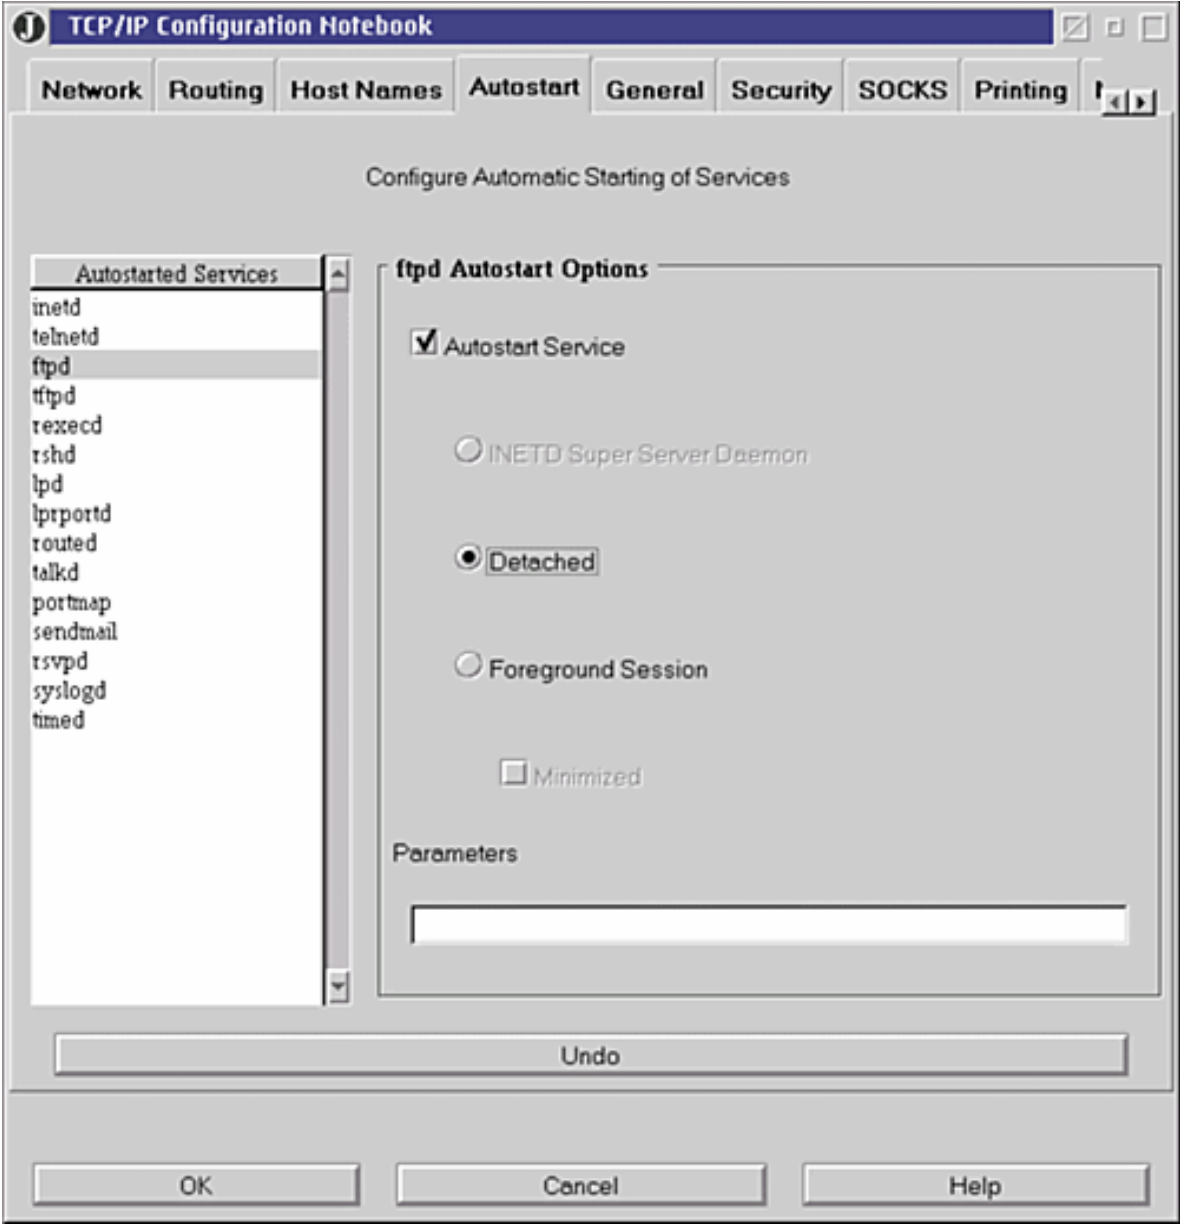 TCP/IP Configuration Notebook
Network Routing Host Names Autostart General Security SOCKS Printing
Configure Automatic Starting of Services
Autostarted Services
inetd
telnetd
ftpd
tftpd
rexecd
rshd
lpd
lprportd
routed
talkd
portmap
sendmail
rsvpd
syslogd
timed
ftpd Autostart Options
Autostart Service
INETD Super Server Daemon
Detached
Foreground Session
Minimized
Parameters
Undo
OK Cancel Help